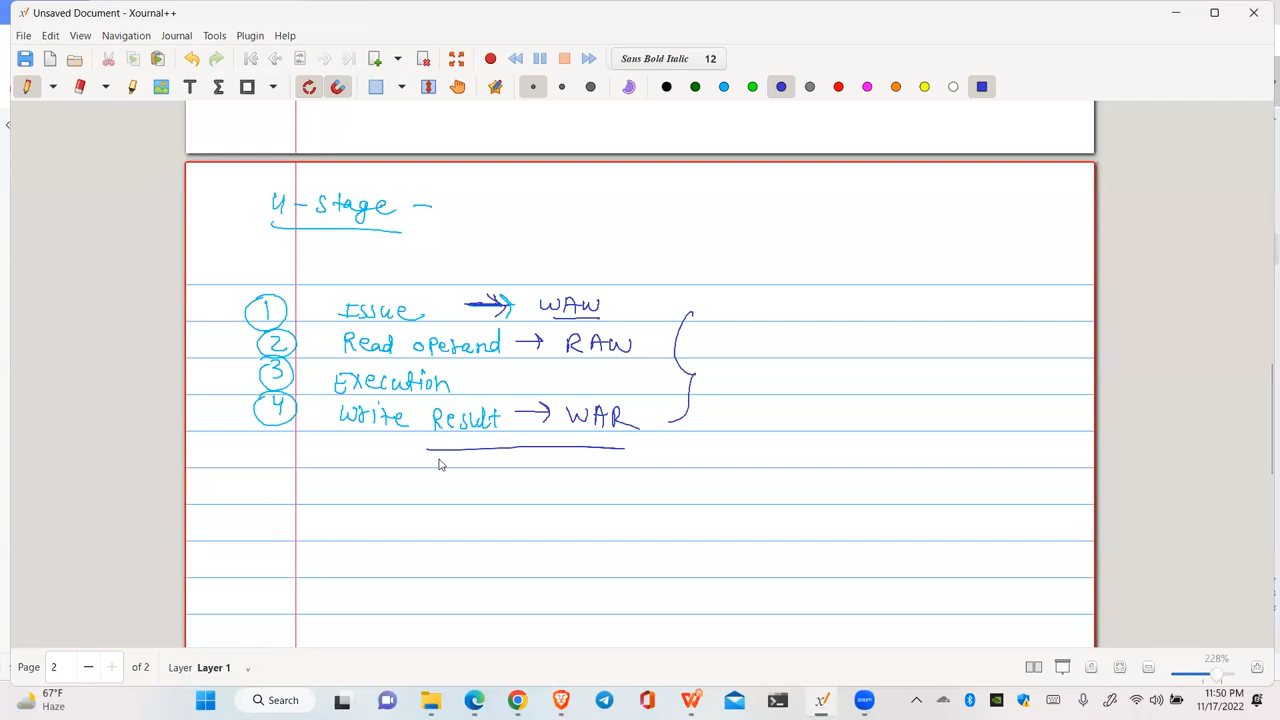 Unsaved Document - Xournal++
File Edit View Navigation Journal Tools Plugin Help
Sans Bold Italic 12
4 - Stage -
1 Issue → WAW
2 Read operand → RAW
3 Execution
4 Write Result → WAR
Page 2 of 2 Layer Layer 1 228%
67°F
Haze
Search
11:50 PM
11/17/2022